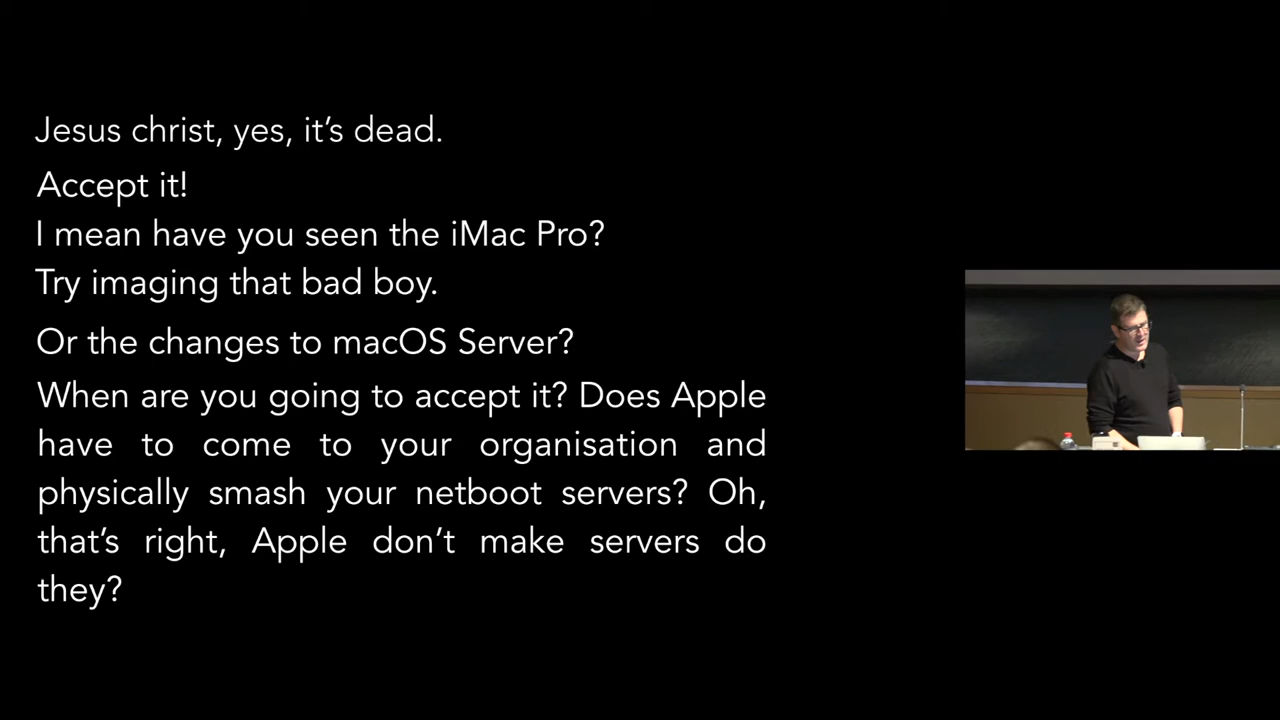 Jesus christ, yes, it's dead.
Accept it!
I mean have you seen the iMac Pro?
Try imaging that bad boy.
Or the changes to macOS Server?
When are you going to accept it? Does Apple
have to come to your organisation and
physically smash your netboot servers? Oh,
that's right, Apple don't make servers do
they?